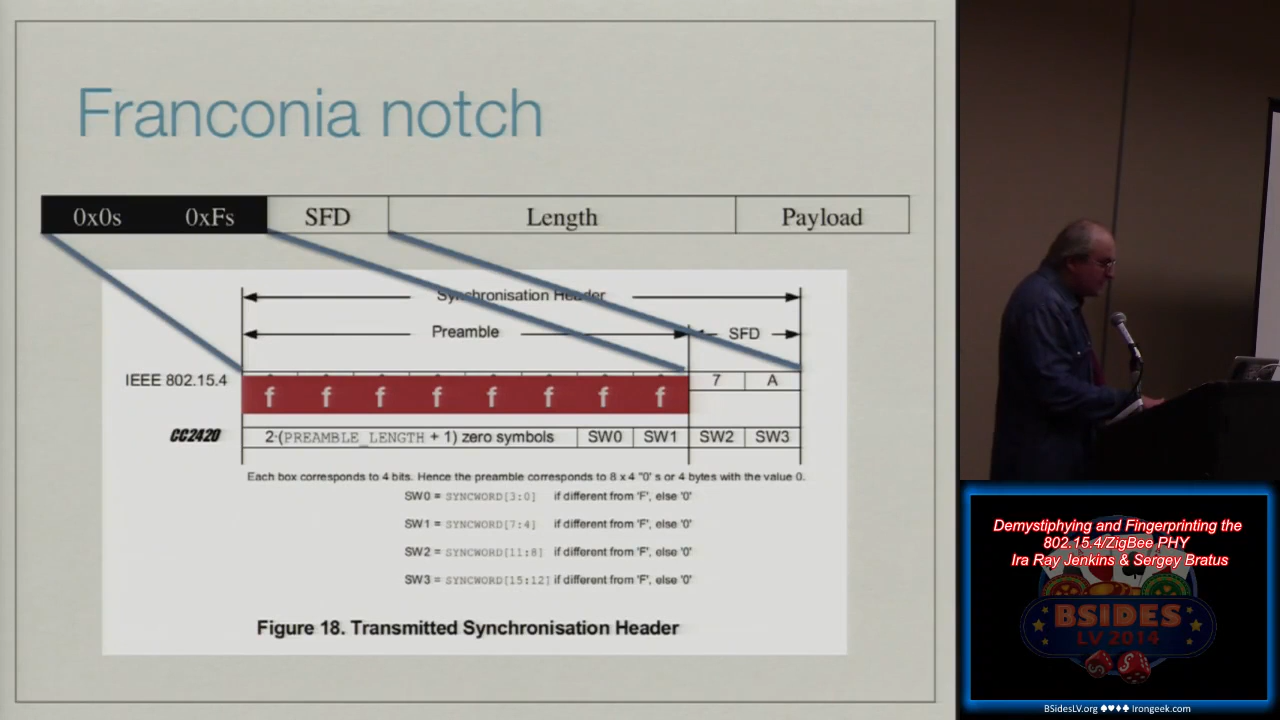 Franconia notch
0x0s 0xFs SFD Length Payload
Synchronisation Header
Preamble SFD
IEEE 802.15.4 f f f f f f f f 7 A
CC2420 2·(PREAMBLE_LENGTH + 1) zero symbols SW0 SW1 SW2 SW3
Each box corresponds to 4 bits. Hence the preamble corresponds to 8 x 4 "0' s or 4 bytes with the value 0.
SW0 = SYNCWORD[3:0] if different from 'F', else '0'
SW1 = SYNCWORD[7:4] if different from 'F', else '0'
SW2 = SYNCWORD[11:8] if different from 'F', else '0'
SW3 = SYNCWORD[15:12] if different from 'F', else '0'
Figure 18. Transmitted Synchronisation Header
Demystiphying and Fingerprinting the
802.15.4/ZigBee PHY
Ira Ray Jenkins & Sergey Bratus
BSIDES
LV 2014
BSidesLV.org ♠♥♦♣ Irongeek.com